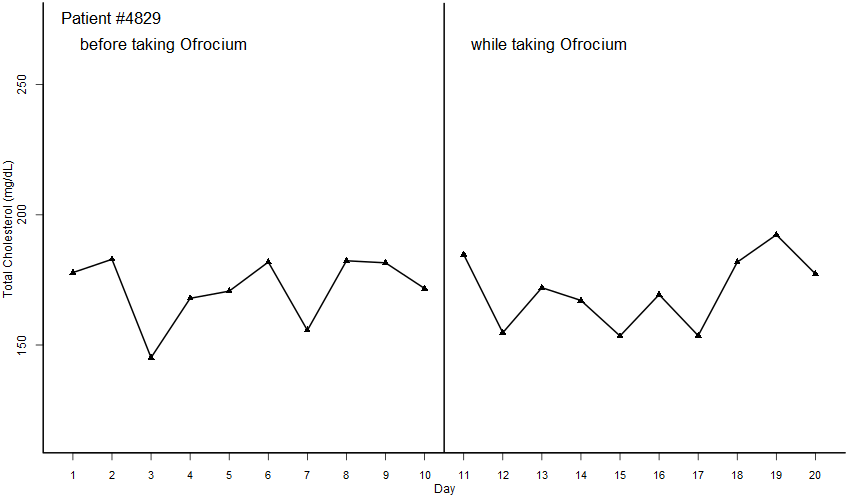 Patient #4829
before taking Ofrocium
while taking Ofrocium
Total Cholesterol (mg/dL)
250
200
150
1 2 3 4 5 6 7 8 9 10 11 12 13 14 15 16 17 18 19 20
Day